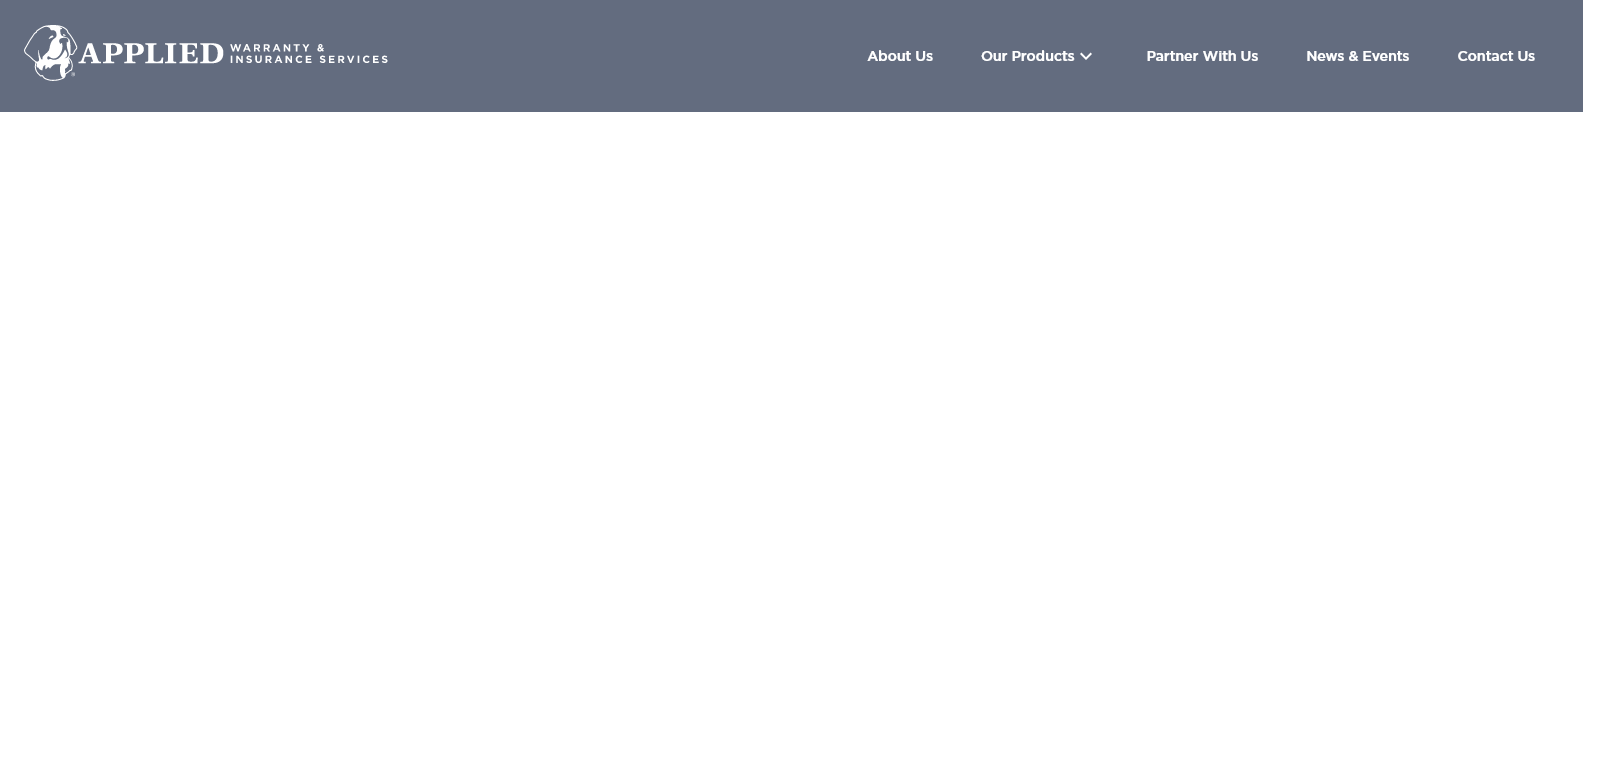 APPLIED WARRANTY &
INSURANCE SERVICES
About Us
Our Products
Partner With Us
News & Events
Contact Us